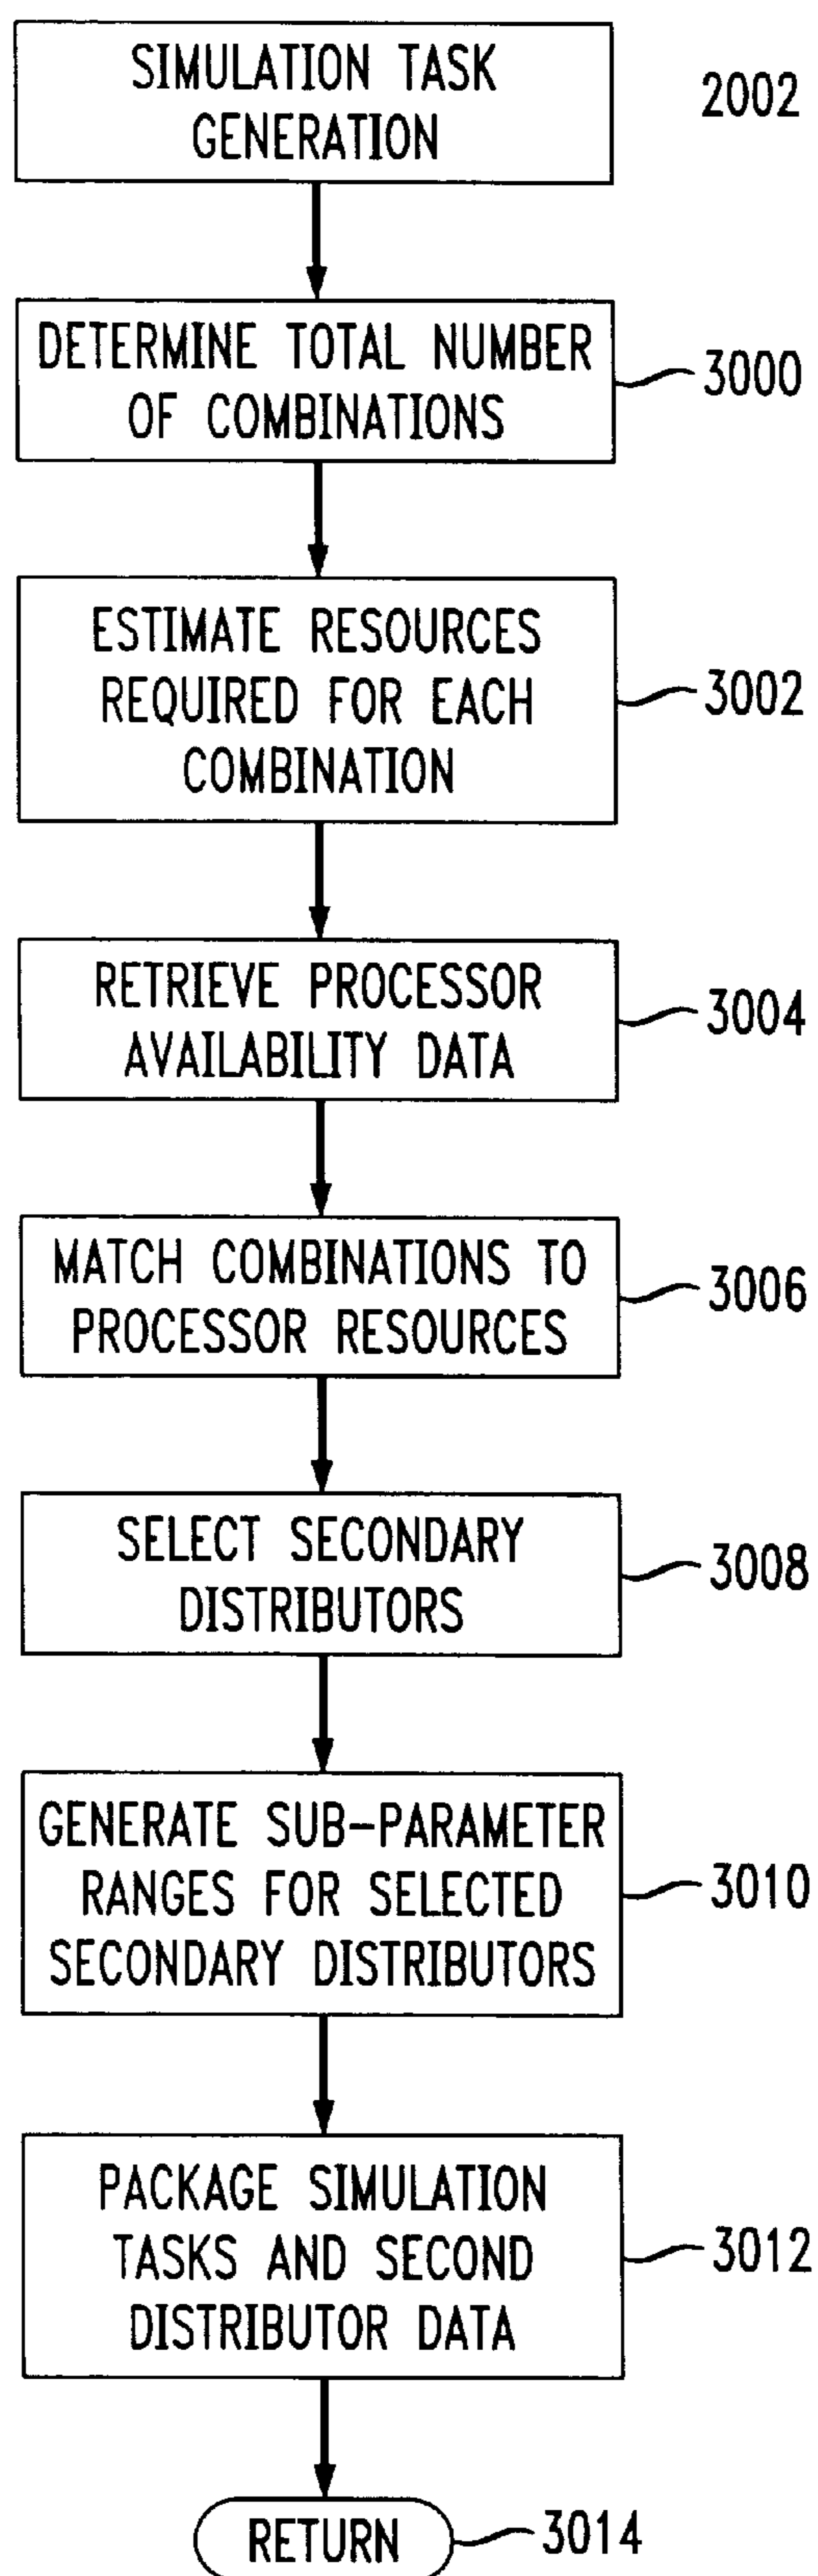 SIMULATION TASK
GENERATION
2002
DETERMINE TOTAL NUMBER
OF COMBINATIONS
3000
ESTIMATE RESOURCES
REQUIRED FOR EACH
COMBINATION
3002
RETRIEVE PROCESSOR
AVAILABILITY DATA
3004
MATCH COMBINATIONS TO
PROCESSOR RESOURCES
3006
SELECT SECONDARY
DISTRIBUTORS
3008
GENERATE SUB-PARAMETER
RANGES FOR SELECTED
SECONDARY DISTRIBUTORS
3010
PACKAGE SIMULATION
TASKS AND SECOND
DISTRIBUTOR DATA
3012
RETURN
3014